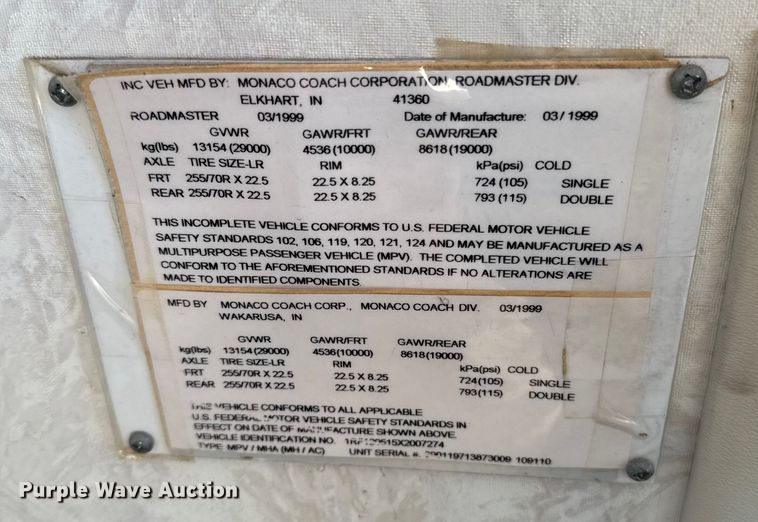 INC VEH MFD BY: MONACO COACH CORPORATION, ROADMASTER DIV.
ELKHART, IN 41360
ROADMASTER 03/1999 Date of Manufacture: 03/1999
GVWR GAWR/FRT GAWR/REAR
kg(lbs) 13154 (29000) 4536 (10000) 8618 (19000)
AXLE TIRE SIZE-LR RIM kPa(psi) COLD
FRT 255/70R X 22.5 22.5 X 8.25 724 (105) SINGLE
REAR 255/70R X 22.5 22.5 X 8.25 793 (115) DOUBLE
THIS INCOMPLETE VEHICLE CONFORMS TO U.S. FEDERAL MOTOR VEHICLE
SAFETY STANDARDS 102, 106, 119, 120, 121, 124 AND MAY BE MANUFACTURED AS A
MULTIPURPOSE PASSENGER VEHICLE (MPV). THE COMPLETED VEHICLE WILL
CONFORM TO THE AFOREMENTIONED STANDARDS IF NO ALTERATIONS ARE
MADE TO IDENTIFIED COMPONENTS.
MFD BY MONACO COACH CORP., MONACO COACH DIV. 03/1999
WAKARUSA, IN
GVWR GAWR/FRT GAWR/REAR
kg(lbs) 13154 (29000) 4536 (10000) 8618 (19000)
AXLE TIRE SIZE-LR RIM kPa(psi) COLD
FRT 255/70R X 22.5 22.5 X 8.25 724 (105) SINGLE
REAR 255/70R X 22.5 22.5 X 8.25 793 (115) DOUBLE
THIS VEHICLE CONFORMS TO ALL APPLICABLE
U.S. FEDERAL MOTOR VEHICLE SAFETY STANDARDS IN
EFFECT ON DATE OF MANUFACTURE SHOWN ABOVE.
VEHICLE IDENTIFICATION NO.
TYPE MPV / MHA (MH / AC) UNIT SERIAL #. 109110
Purple Wave Auction